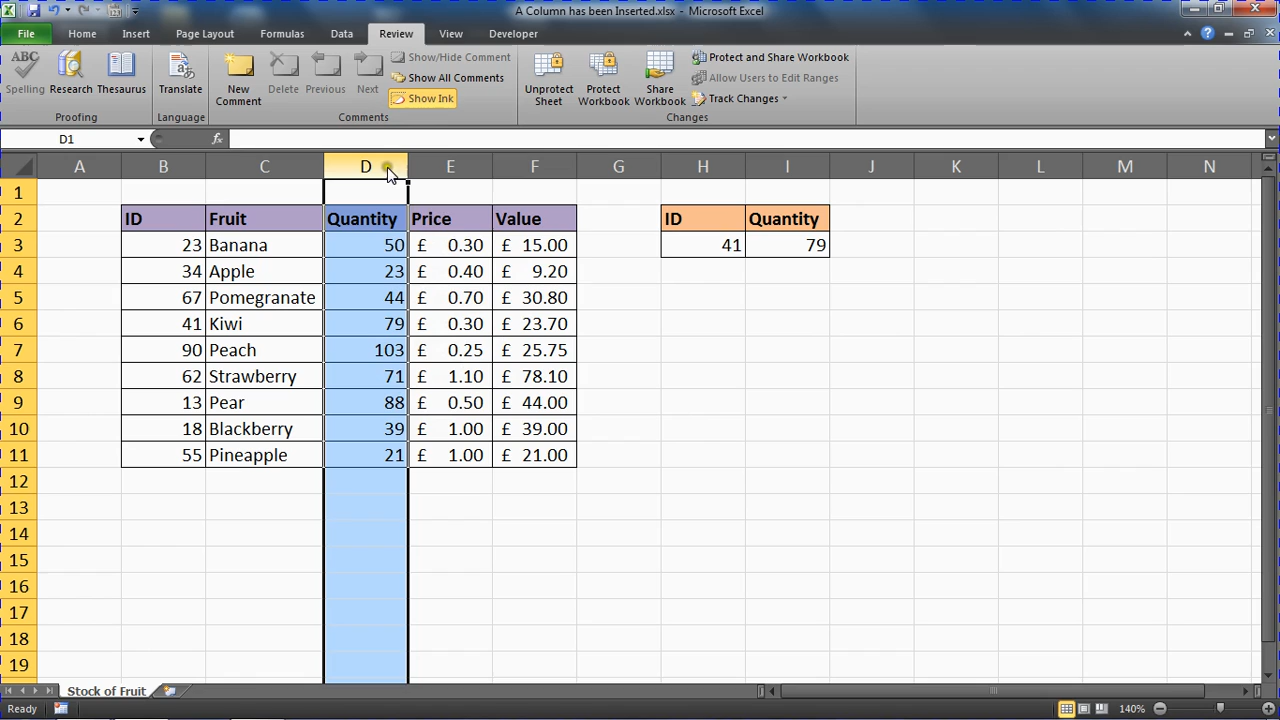 A Column has been Inserted.xlsx - Microsoft Excel
File Home Insert Page Layout Formulas Data Review View Developer
ABC
Spelling Research Thesaurus
Proofing
Translate
Language
New Comment
Delete
Previous
Next
Show/Hide Comment
Show All Comments
Show Ink
Comments
Unprotect Sheet
Protect Workbook
Share Workbook
Protect and Share Workbook
Allow Users to Edit Ranges
Track Changes
Changes
D1 fx
A B C D E F G H I J K L M N
1
2 ID Fruit Quantity Price Value ID Quantity
3 23 Banana 50 £ 0.30 £ 15.00 41 79
4 34 Apple 23 £ 0.40 £ 9.20
5 67 Pomegranate 44 £ 0.70 £ 30.80
6 41 Kiwi 79 £ 0.30 £ 23.70
7 90 Peach 103 £ 0.25 £ 25.75
8 62 Strawberry 71 £ 1.10 £ 78.10
9 13 Pear 88 £ 0.50 £ 44.00
10 18 Blackberry 39 £ 1.00 £ 39.00
11 55 Pineapple 21 £ 1.00 £ 21.00
12
13
14
15
16
17
18
19
Stock of Fruit
Ready 140%